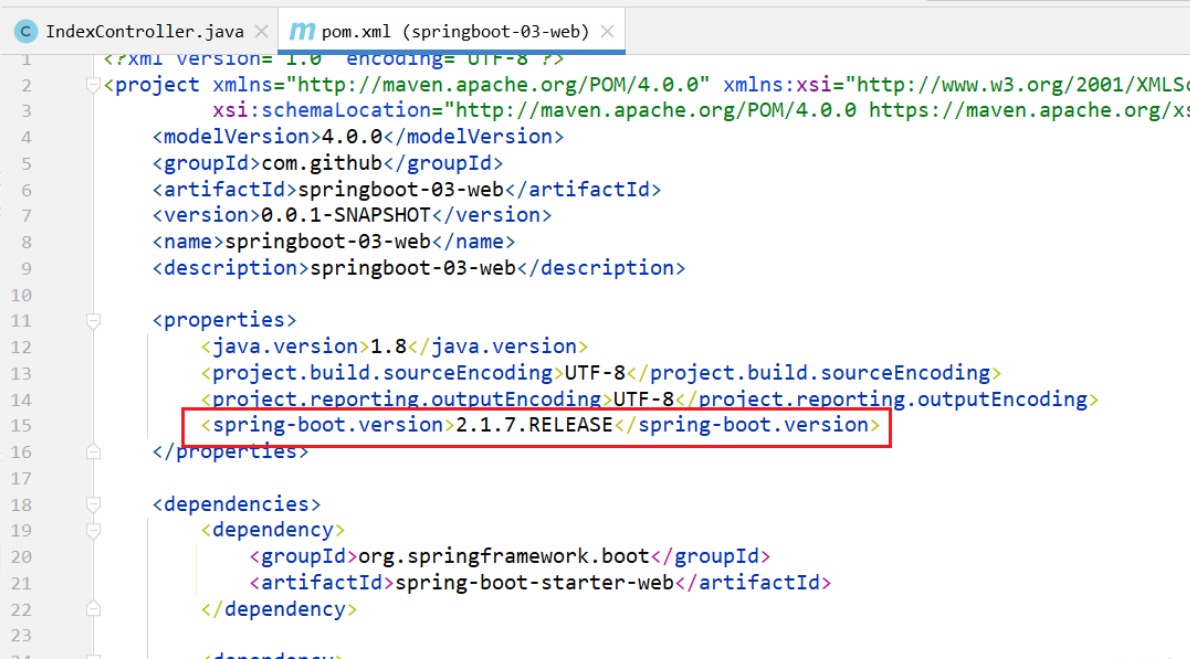 IndexController.java
pom.xml (springboot-03-web)
1 <?xml version="1.0" encoding="UTF-8"?>
2 <project xmlns="http://maven.apache.org/POM/4.0.0" xmlns:xsi="http://www.w3.org/2001/XMLSc
3 xsi:schemaLocation="http://maven.apache.org/POM/4.0.0 https://maven.apache.org/xs
4 <modelVersion>4.0.0</modelVersion>
5 <groupId>com.github</groupId>
6 <artifactId>springboot-03-web</artifactId>
7 <version>0.0.1-SNAPSHOT</version>
8 <name>springboot-03-web</name>
9 <description>springboot-03-web</description>
10
11 <properties>
12 <java.version>1.8</java.version>
13 <project.build.sourceEncoding>UTF-8</project.build.sourceEncoding>
14 <project.reporting.outputEncoding>UTF-8</project.reporting.outputEncoding>
15 <spring-boot.version>2.1.7.RELEASE</spring-boot.version>
16 </properties>
17
18 <dependencies>
19 <dependency>
20 <groupId>org.springframework.boot</groupId>
21 <artifactId>spring-boot-starter-web</artifactId>
22 </dependency>
23
24 <dependency>